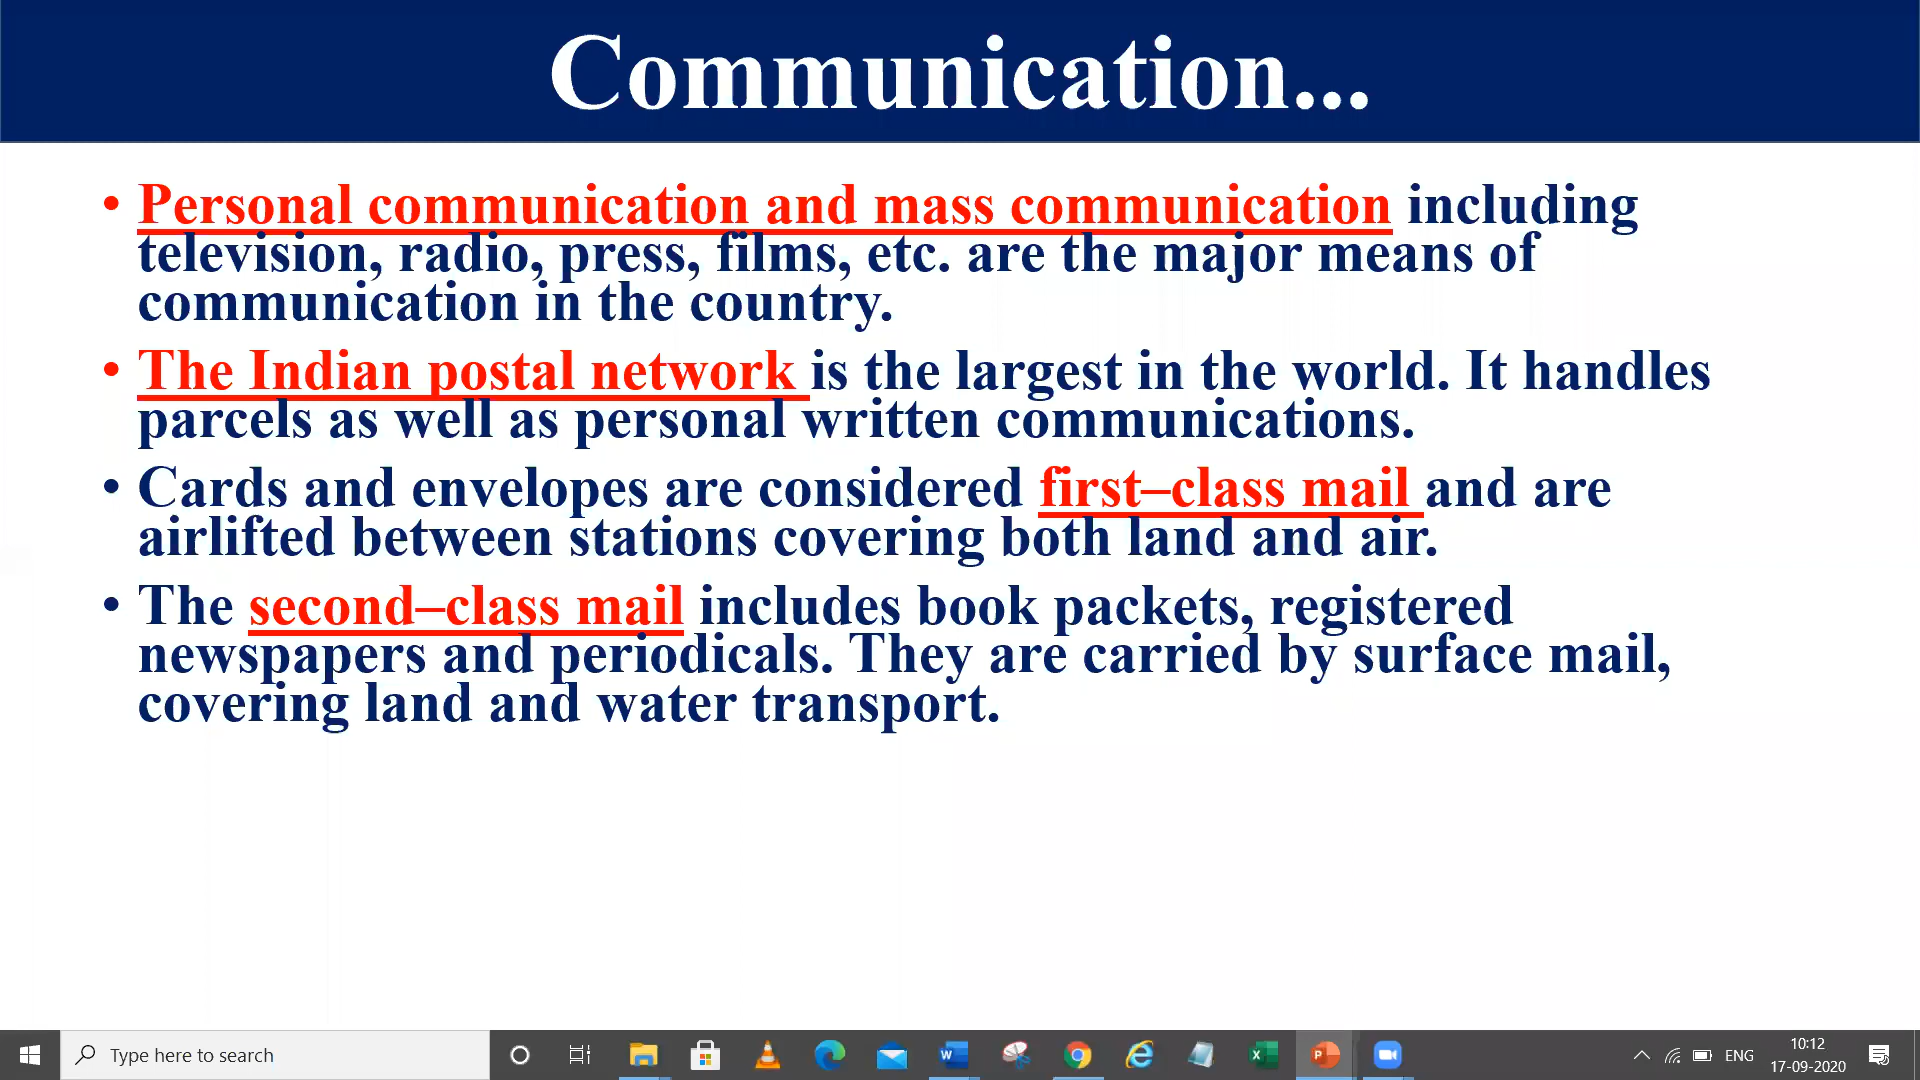 Communication...
• Personal communication and mass communication including
television, radio, press, films, etc. are the major means of
communication in the country.
• The Indian postal network is the largest in the world. It handles
parcels as well as personal written communications.
• Cards and envelopes are considered first–class mail and are
airlifted between stations covering both land and air.
• The second–class mail includes book packets, registered
newspapers and periodicals. They are carried by surface mail,
covering land and water transport.
Type here to search
ENG
10:12
17-09-2020